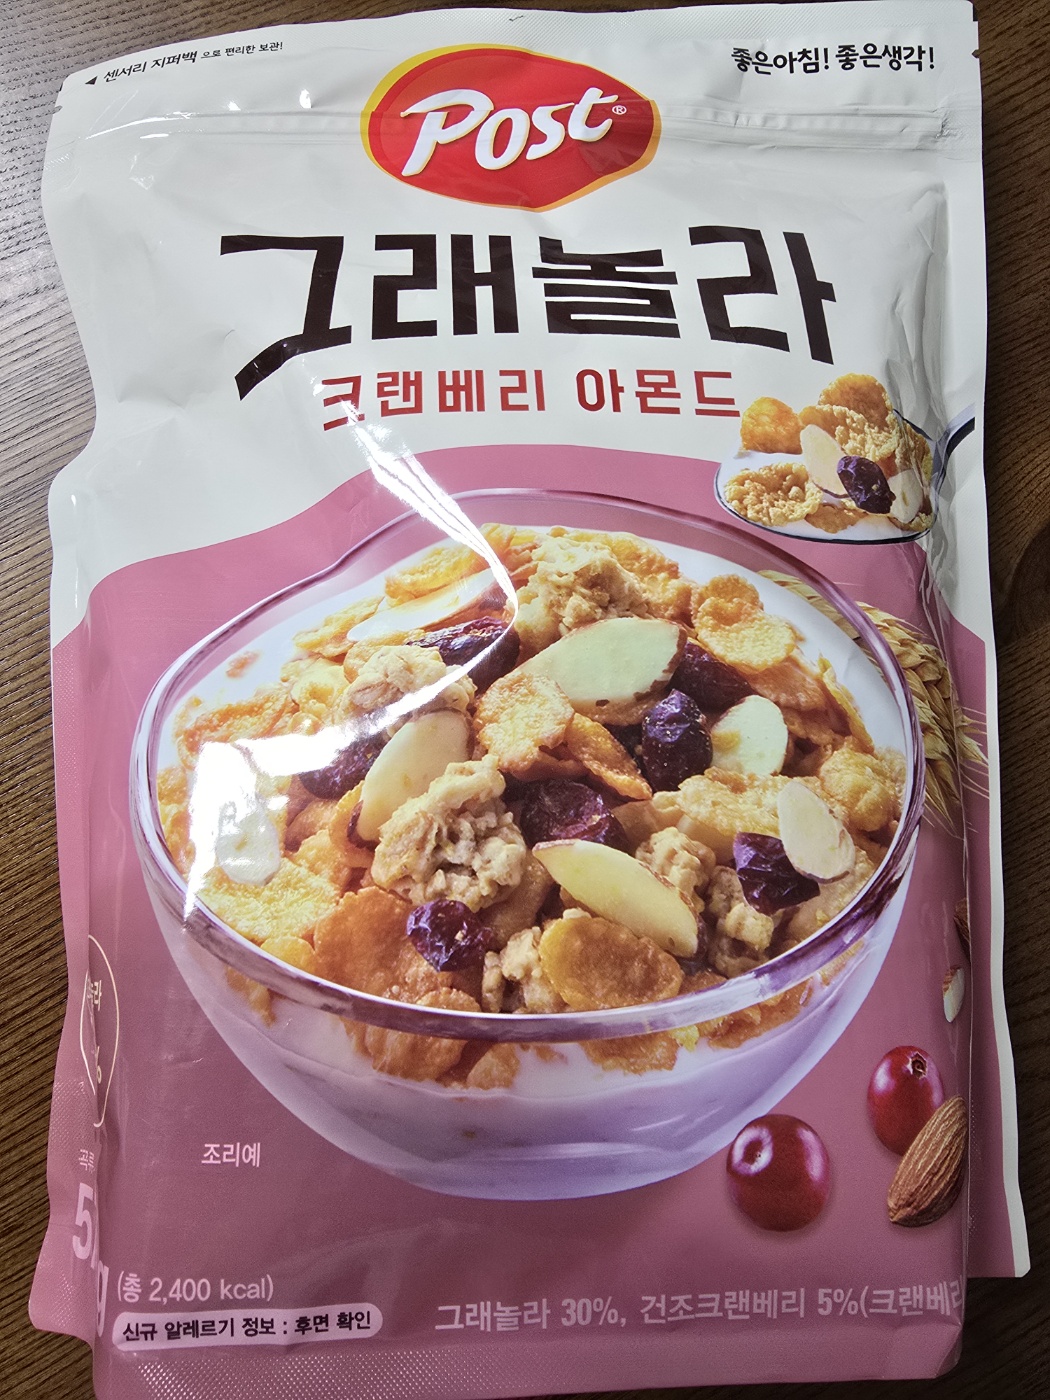 센서리 지퍼백 으로 편리한 보관!
좋은아침! 좋은생각!
Post®
그래놀라
크랜베리 아몬드
조리예
(총 2,400 kcal)
신규 알레르기 정보 : 후면 확인
그래놀라 30%, 건조크랜베리 5%(크랜베리